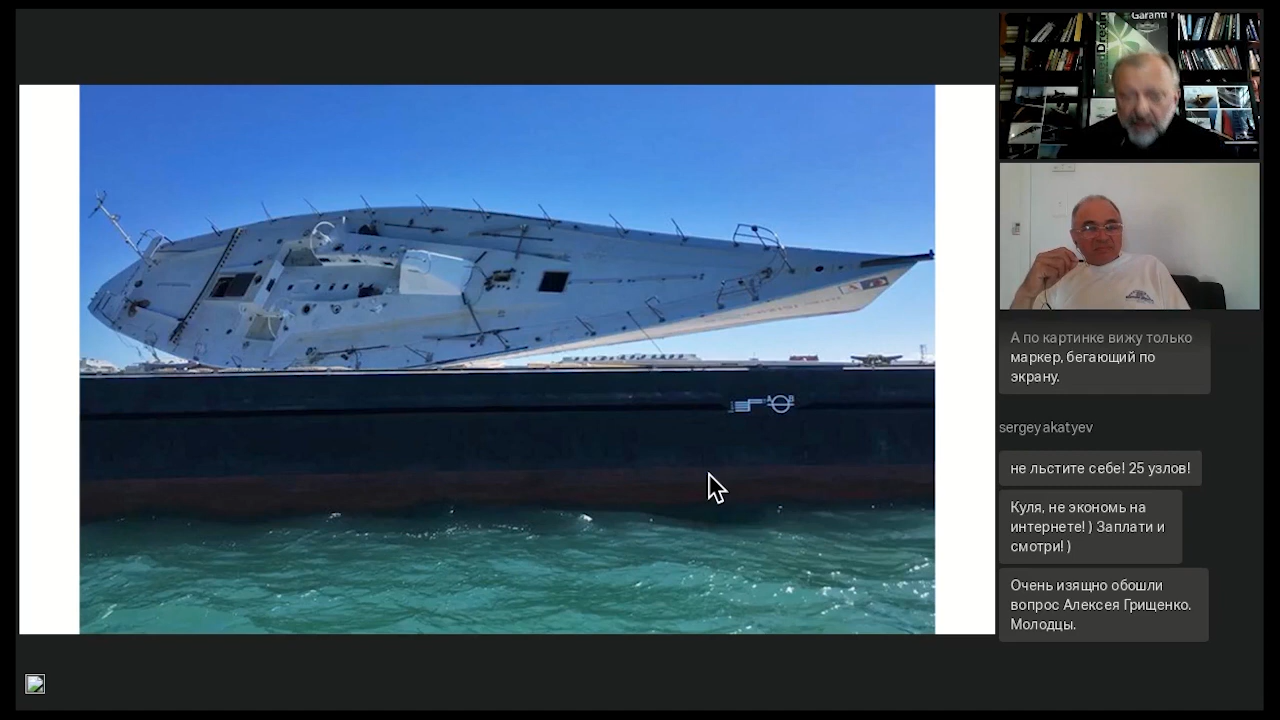 Garanti
А по картинке вижу только
маркер, бегающий по
экрану.
sergeyakatyev
не льстите себе! 25 узлов!
Куля, не экономь на
интернете! ) Заплати и
смотри! )
Очень изящно обошли
вопрос Алексея Грищенко.
Молодцы.